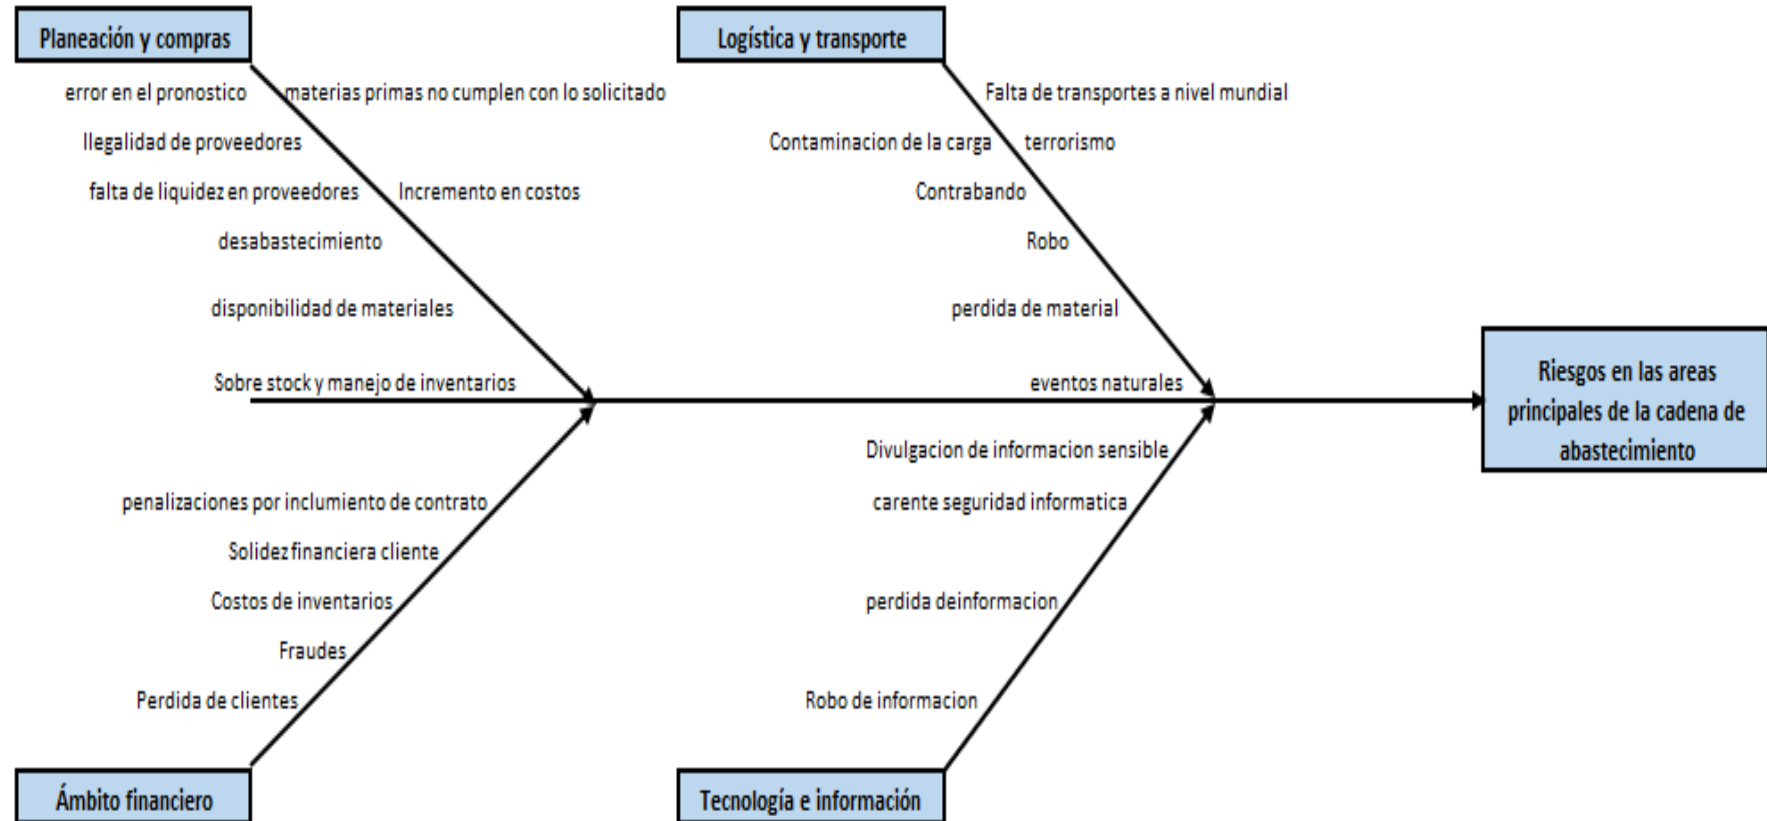 Planeación y compras
error en el pronostico
materias primas no cumplen con lo solicitado
Ilegalidad de proveedores
falta de liquidez en proveedores
Incremento en costos
desabastecimiento
disponibilidad de materiales
Sobre stock y manejo de inventarios
Logística y transporte
Falta de transportes a nivel mundial
Contaminacion de la carga
terrorismo
Contrabando
Robo
perdida de material
eventos naturales
Riesgos en las areas
principales de la cadena de
abastecimiento
penalizaciones por inclumiento de contrato
Solidez financiera cliente
Costos de inventarios
Fraudes
Perdida de clientes
Ámbito financiero
Divulgacion de informacion sensible
carente seguridad informatica
perdida deinformacion
Robo de informacion
Tecnología e información